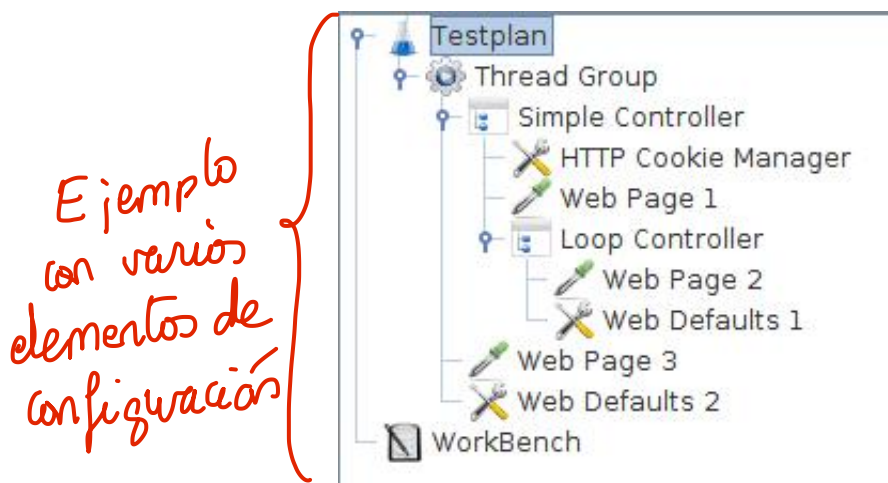 Ejemplo
con varios
elementos de
configuración
Testplan
Thread Group
Simple Controller
HTTP Cookie Manager
Web Page 1
Loop Controller
Web Page 2
Web Defaults 1
Web Page 3
Web Defaults 2
WorkBench